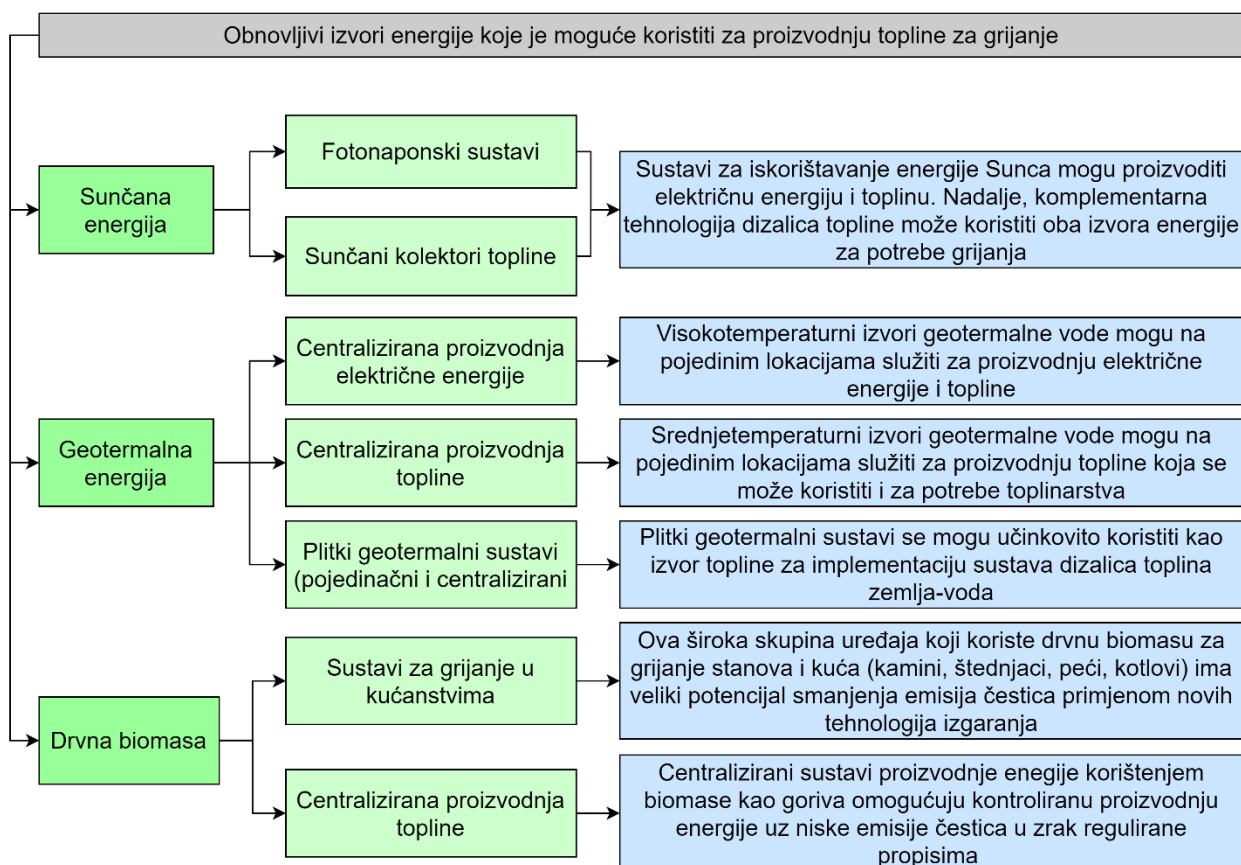 Obnovljivi izvori energije koje je moguće koristiti za proizvodnju topline za grijanje
Sunčana
energija
Fotonaponski sustavi
Sunčani kolektori topline
Sustavi za iskorištavanje energije Sunca mogu proizvoditi
električnu energiju i toplinu. Nadalje, komplementarna
tehnologija dizalica topline može koristiti oba izvora energije
za potrebe grijanja
Geotermalna
energija
Centralizirana proizvodnja
električne energije
Visokotemperaturni izvori geotermalne vode mogu na
pojedinim lokacijama služiti za proizvodnju električne
energije i topline
Centralizirana proizvodnja
topline
Srednjetemperaturni izvori geotermalne vode mogu na
pojedinim lokacijama služiti za proizvodnju topline koja se
može koristiti i za potrebe toplinarstva
Plitki geotermalni sustavi
(pojedinačni i centralizirani
Plitki geotermalni sustavi se mogu učinkovito koristiti kao
izvor topline za implementaciju sustava dizalica toplina
zemlja-voda
Drvna biomasa
Sustavi za grijanje u
kućanstvima
Ova široka skupina uređaja koji koriste drvnu biomasu za
grijanje stanova i kuća (kamini, štednjaci, peći, kotlovi) ima
veliki potencijal smanjenja emisija čestica primjenom novih
tehnologija izgaranja
Centralizirana proizvodnja
topline
Centralizirani sustavi proizvodnje enegije korištenjem
biomase kao goriva omogućuju kontroliranu proizvodnju
energije uz niske emisije čestica u zrak regulirane
propisima